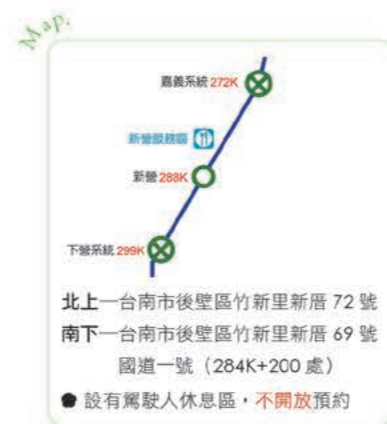 Map.
嘉義系統 272K
新營服務區
新營 288K
下營系統 299K
北上—台南市後壁區竹新里新厝 72 號
南下—台南市後壁區竹新里新厝 69 號
國道一號（284K+200 處）
● 設有駕駛人休息區，不開放預約